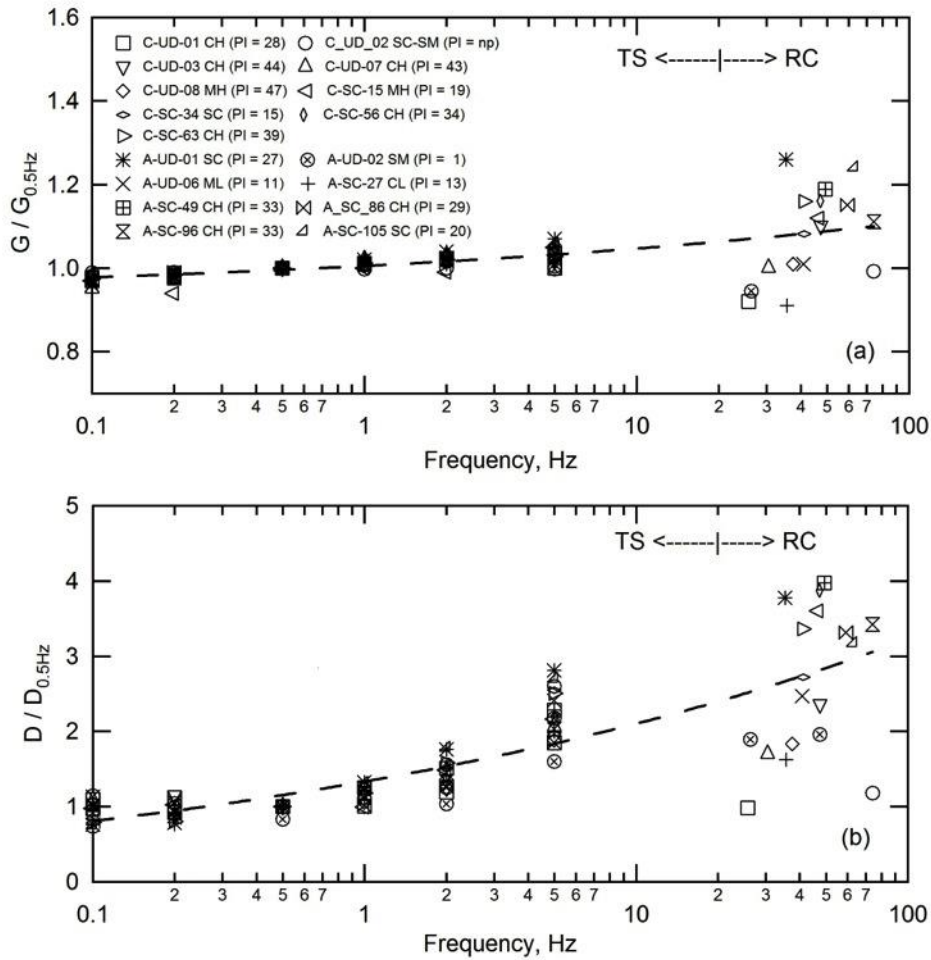 (a)
1.6
C-UD-01 CH (PI = 28) C_UD_02 SC-SM (PI = np)
C-UD-03 CH (PI = 44) C-UD-07 CH (PI = 43)
TS <------|----> RC
C-UD-08 MH (PI = 47) C-SC-15 MH (PI = 19)
C-SC-34 SC (PI = 15) C-SC-56 CH (PI = 34)
1.4
C-SC-63 CH (PI = 39)
A-UD-01 SC (PI = 27) A-UD-02 SM (PI = 1)
A-UD-06 ML (PI = 11) A-SC-27 CL (PI = 13)
1.2
A-SC-49 CH (PI = 33) A_SC_86 CH (PI = 29)
A-SC-96 CH (PI = 33) A-SC-105 SC (PI = 20)
G / G0.5Hz
1.0
0.8
2 3 4 5 6 7 2 3 4 5 6 7 2 3 4 5 6 7
0.1 1 10 100
Frequency, Hz
5
TS <------|----> RC
4
3
D / D0.5Hz
2
1
(b)
0
2 3 4 5 6 7 2 3 4 5 6 7 2 3 4 5 6 7
0.1 1 10 100
Frequency, Hz